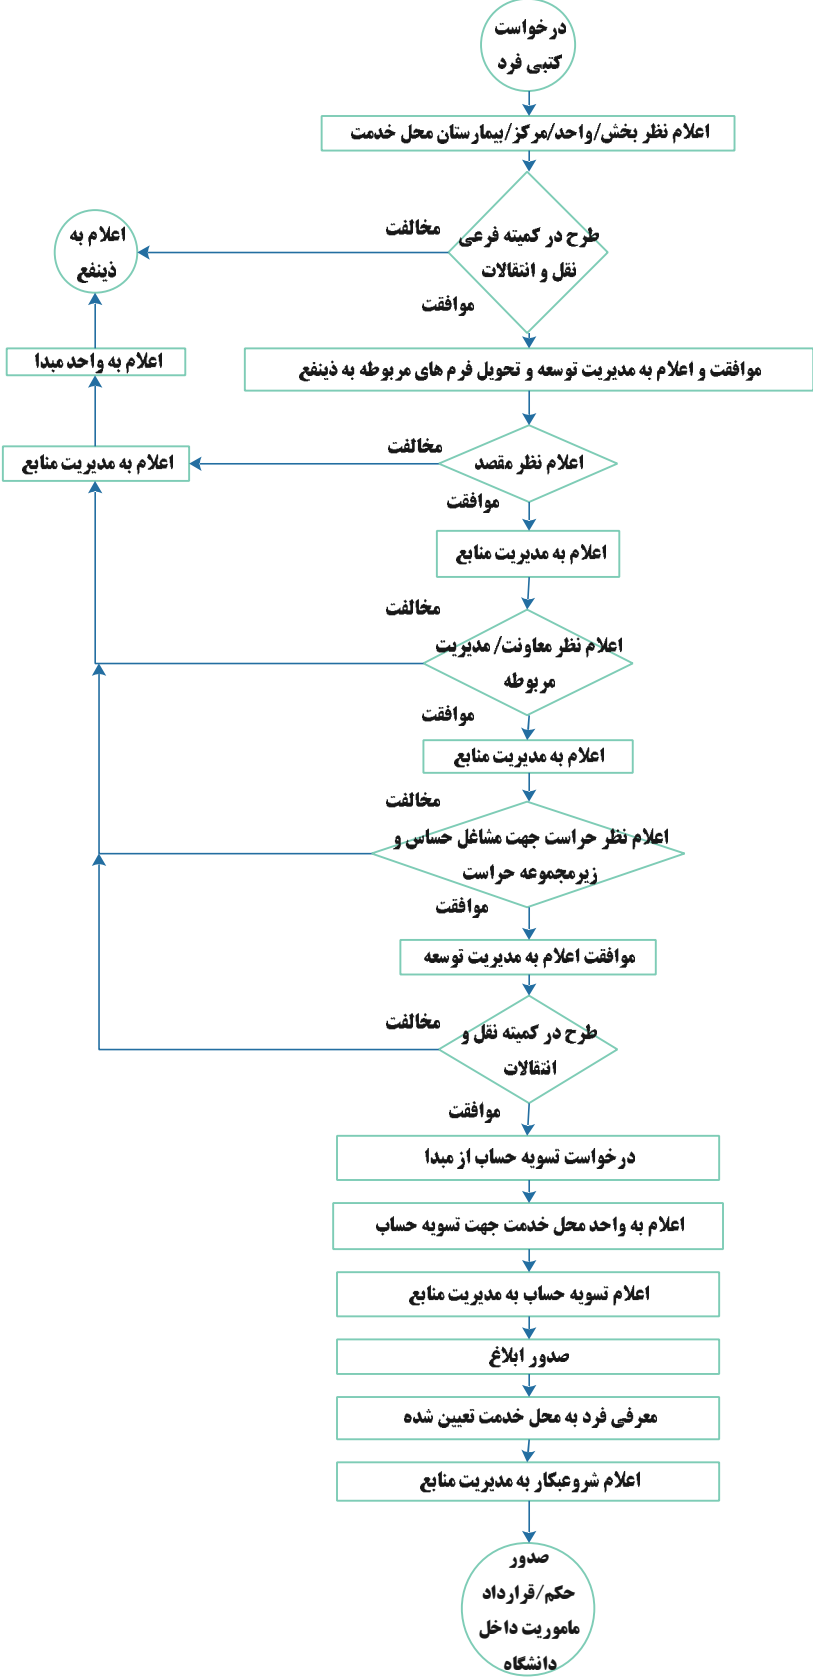 درخواست
کتبی فرد
اعلام نظر بخش/واحد/مرکز/بیمارستان محل خدمت
طرح در کمیته فرعی
نقل و انتقالات
مخالفت
اعلام به
ذینفع
موافقت
اعلام به واحد مبدا
موافقت و اعلام به مدیریت توسعه و تحویل فرم های مربوطه به ذینفع
مخالفت
اعلام نظر مقصد
اعلام به مدیریت منابع
موافقت
اعلام به مدیریت منابع
مخالفت
اعلام نظر معاونت/ مدیریت
مربوطه
موافقت
اعلام به مدیریت منابع
مخالفت
اعلام نظر حراست جهت مشاغل حساس و
زیرمجموعه حراست
موافقت
موافقت اعلام به مدیریت توسعه
مخالفت
طرح در کمیته نقل و
انتقالات
موافقت
درخواست تسویه حساب از مبدا
اعلام به واحد محل خدمت جهت تسویه حساب
اعلام تسویه حساب به مدیریت منابع
صدور ابلاغ
معرفی فرد به محل خدمت تعیین شده
اعلام شروعبکار به مدیریت منابع
صدور
حکم/قرارداد
ماموریت داخل
دانشگاه